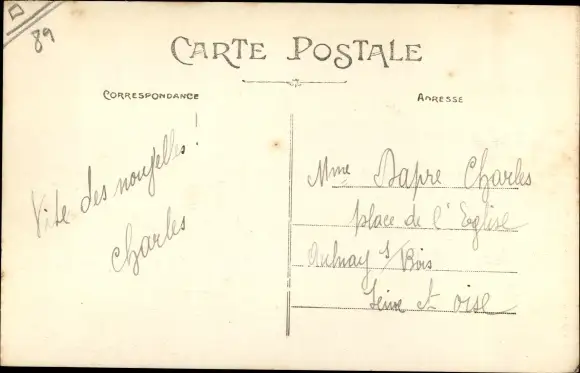 89
CARTE POSTALE
CORRESPONDANCE
ADRESSE
Vite des nouvelles !
Charles
Mme Dapre Charles
place de l'Eglise
Aulnay s/Bois
Seine et oise